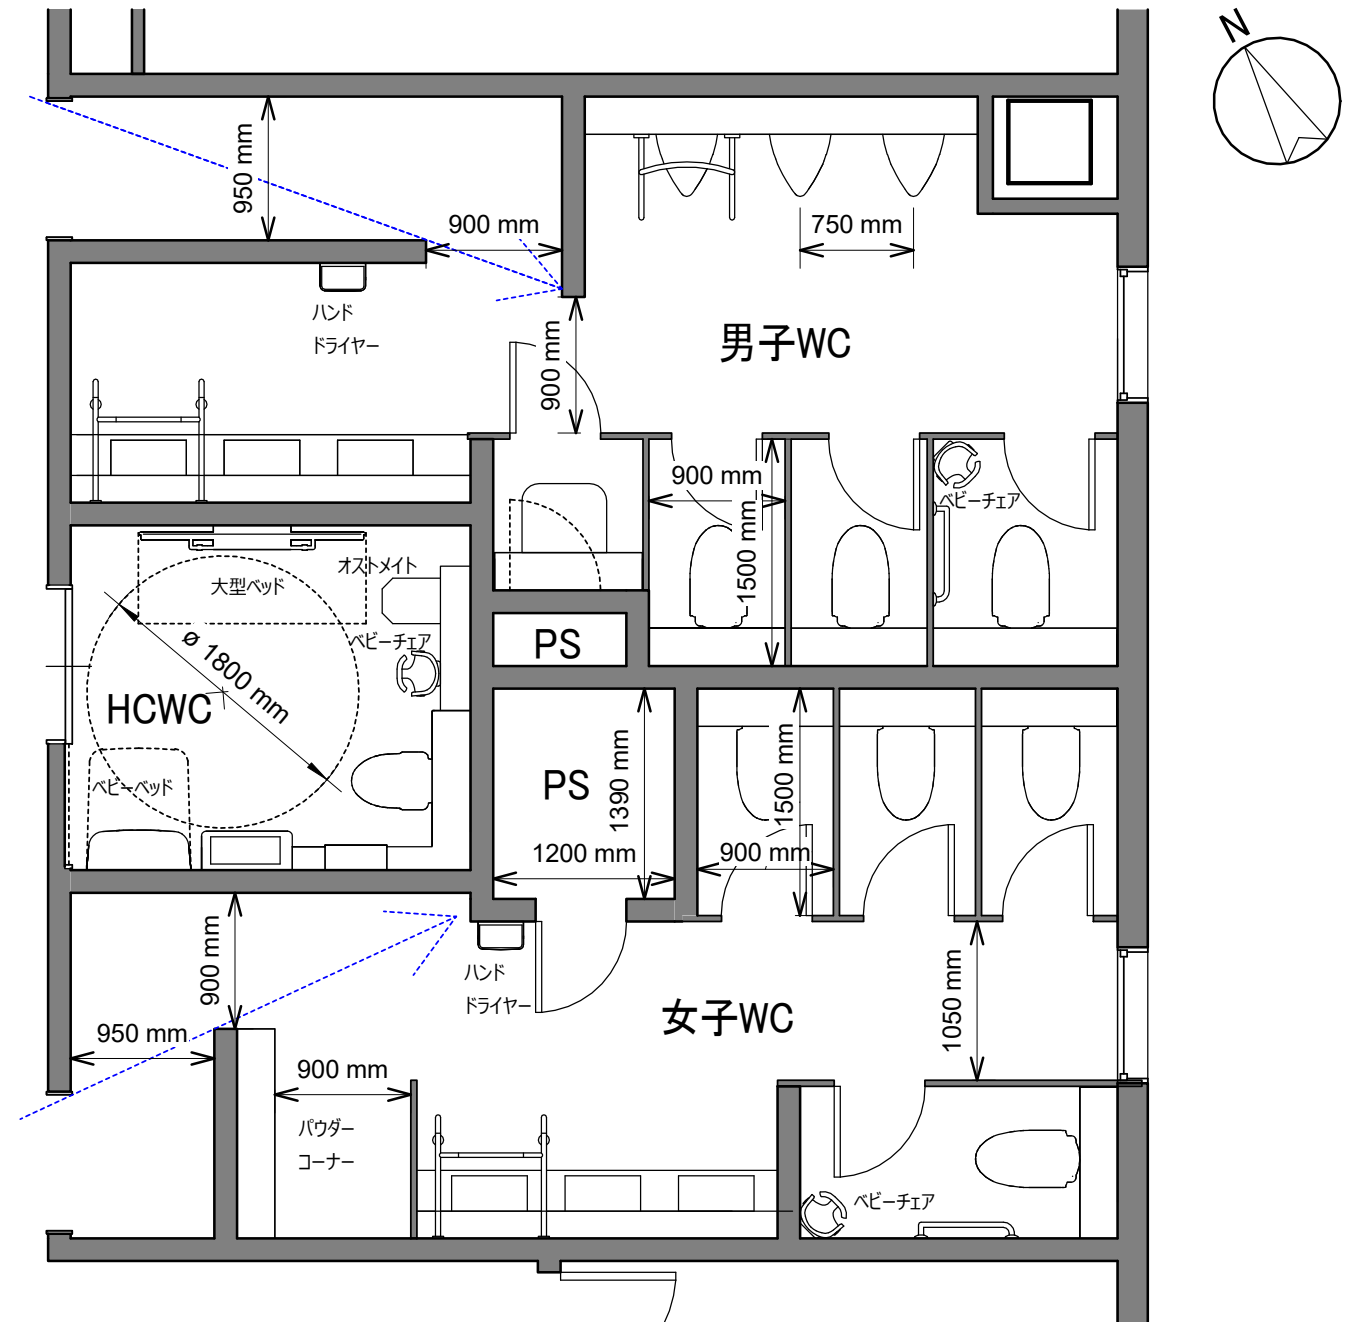 N
950 mm
900 mm
750 mm
ハンド
ドライヤー
900 mm
男子WC
900 mm
1500 mm
ベビーチェア
オストメイト
大型ベッド
ベビーチェア
ø 1800 mm
HCWC
ベビーベッド
PS
PS
1390 mm
1200 mm
1500 mm
900 mm
900 mm
950 mm
ハンド
ドライヤー
女子WC
1050 mm
900 mm
パウダー
コーナー
ベビーチェア